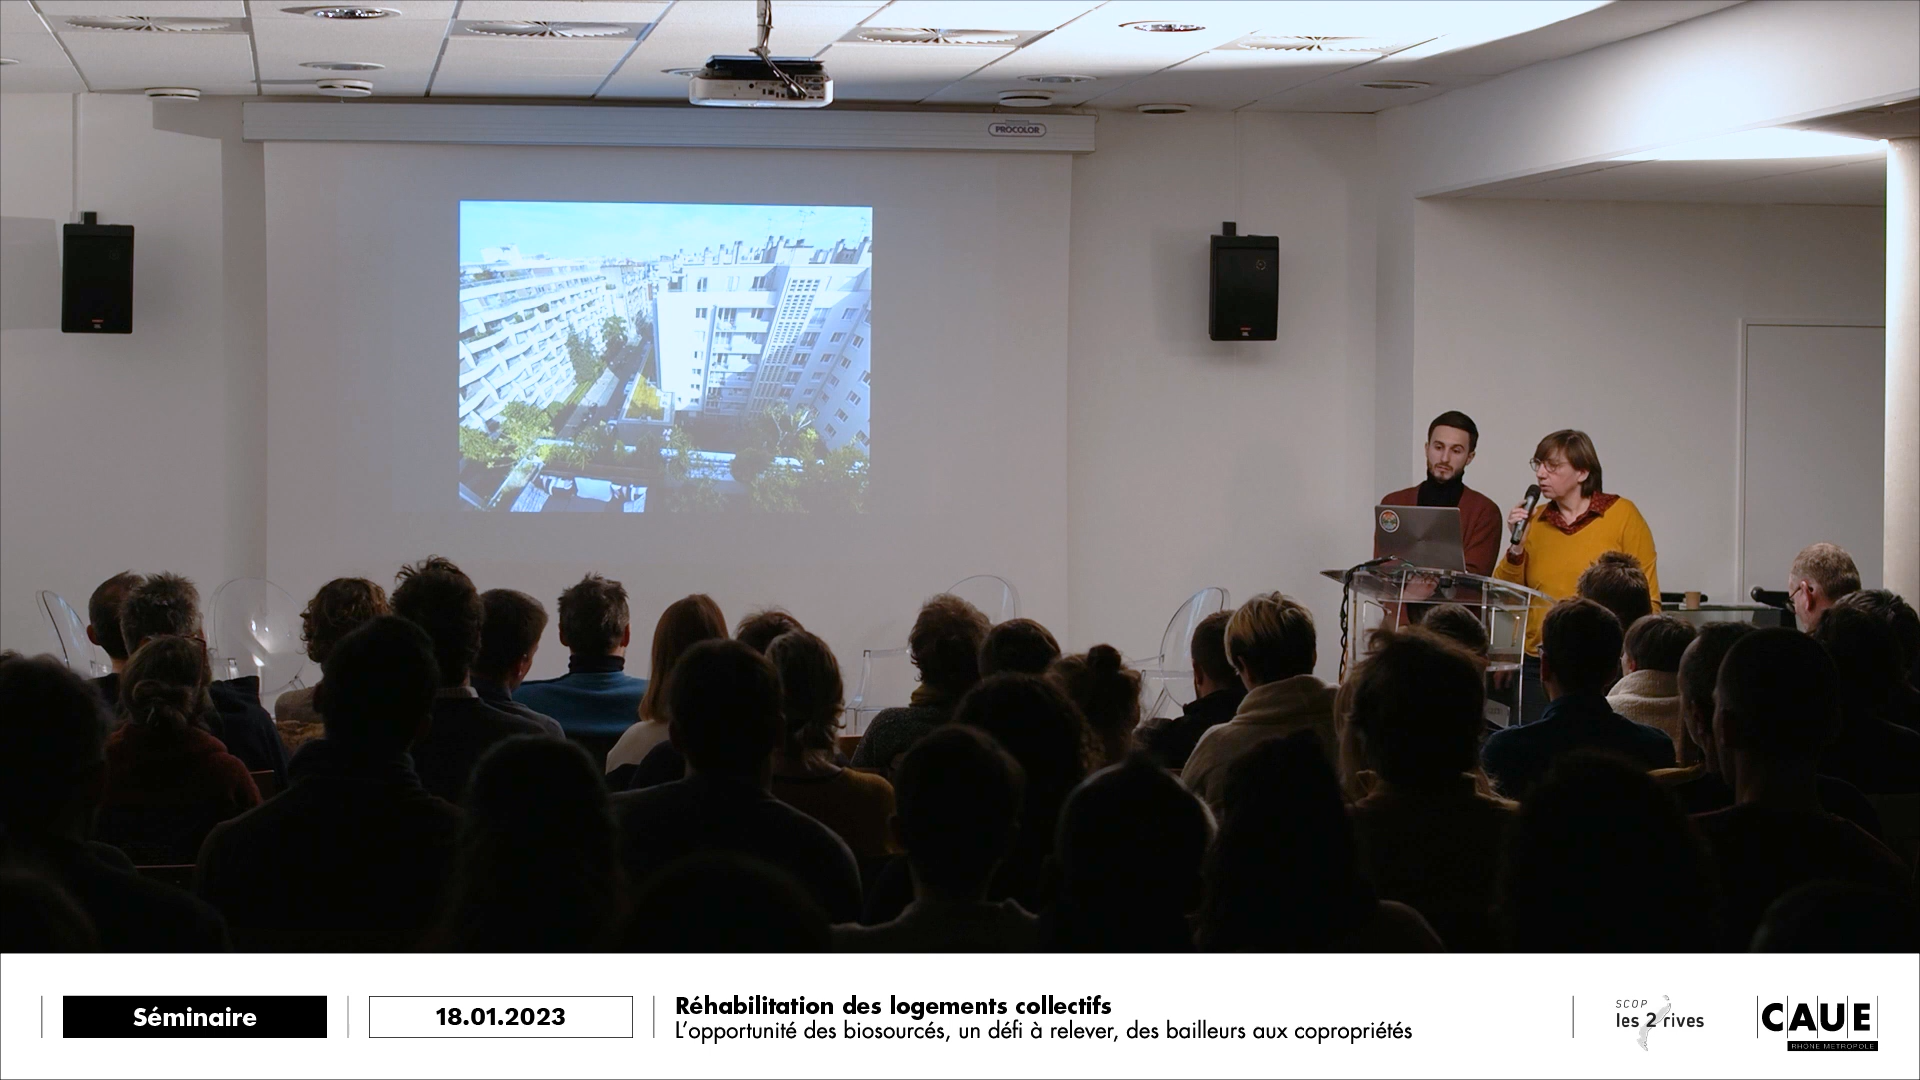 PROCOLOR
Séminaire
18.01.2023
Réhabilitation des logements collectifs
L'opportunité des biosourcés, un défi à relever, des bailleurs aux copropriétés
SCOP
les 2 rives
CAUE
RHÔNE MÉTROPOLE